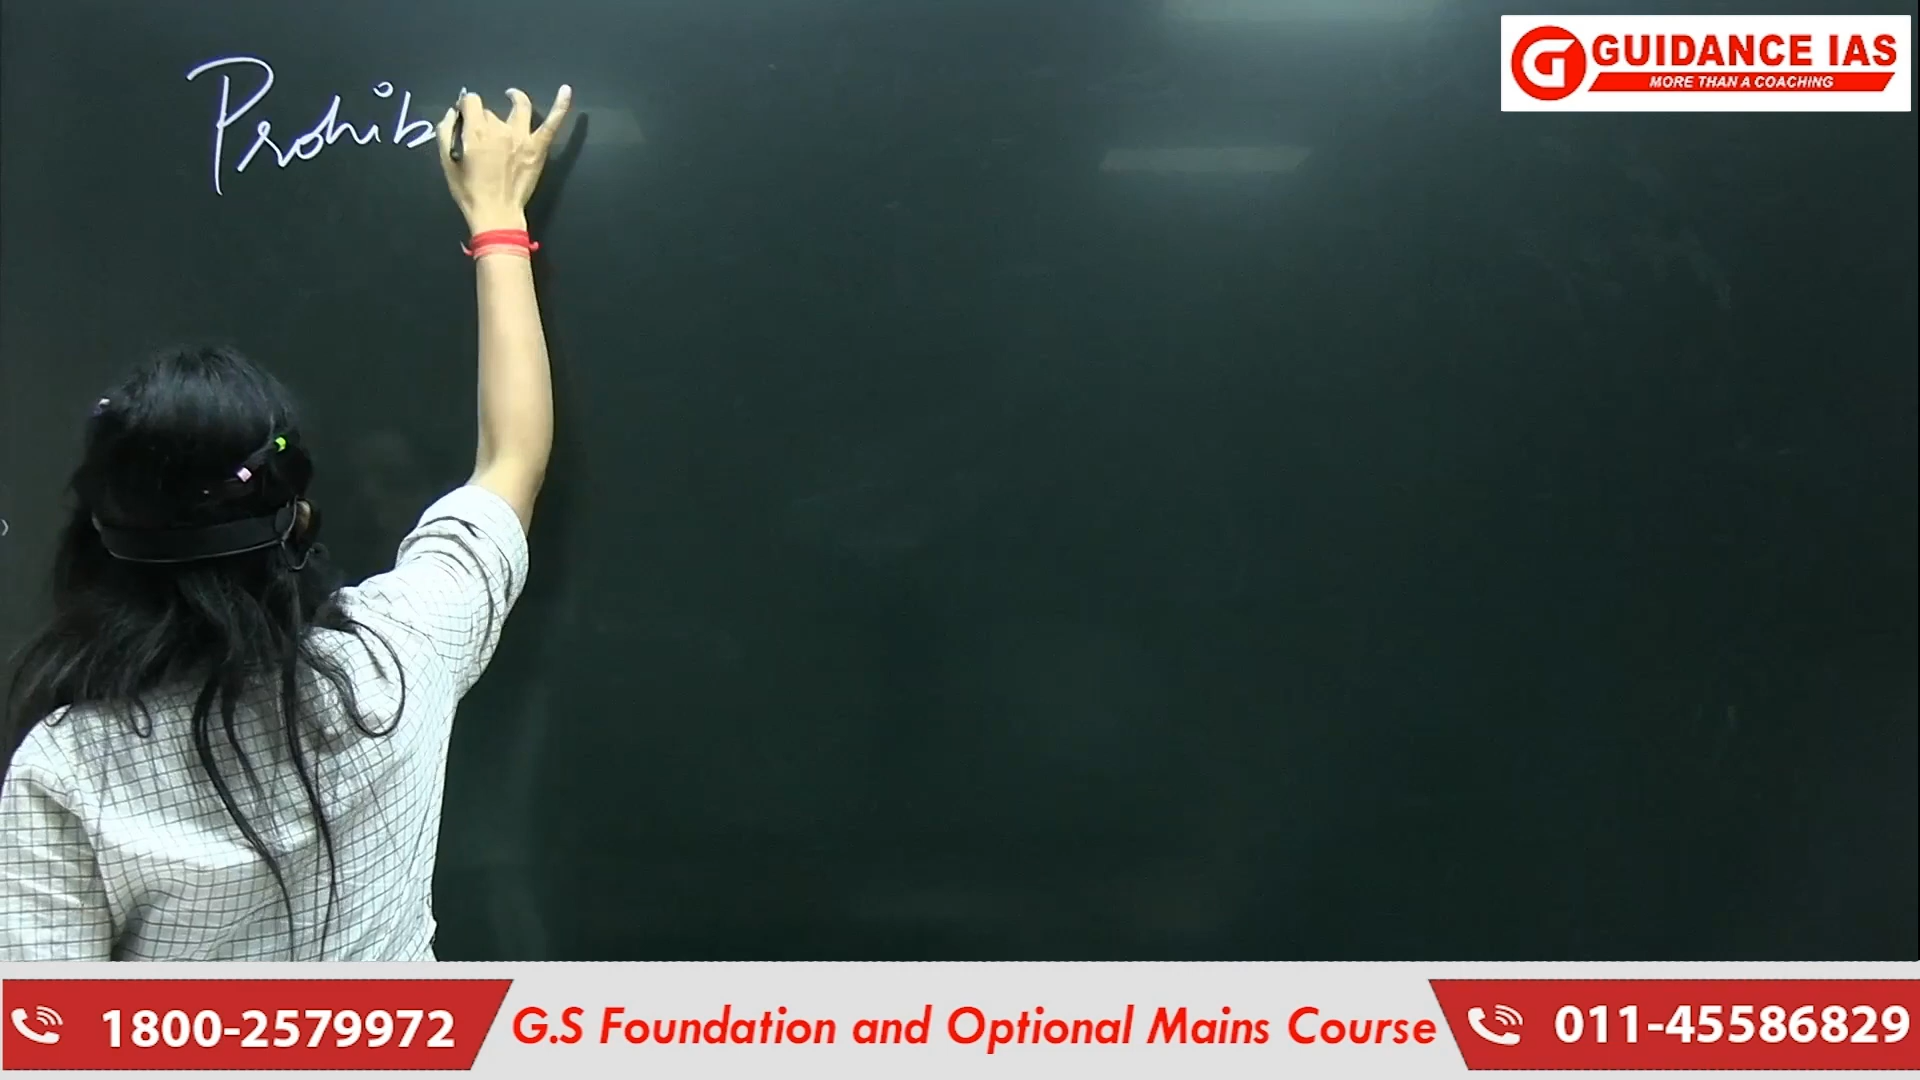 Prohib
GUIDANCE IAS
MORE THAN A COACHING
1800-2579972
G.S Foundation and Optional Mains Course
011-45586829